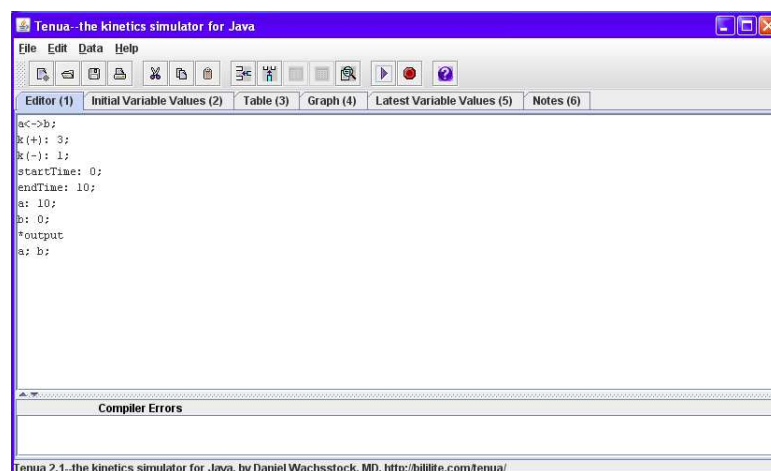 Tenua--the kinetics simulator for Java
File Edit Data Help
Editor (1) Initial Variable Values (2) Table (3) Graph (4) Latest Variable Values (5) Notes (6)
a<->b;
k(+): 3;
k(-): 1;
startTime: 0;
endTime: 10;
a: 10;
b: 0;
*output
a; b;
Compiler Errors
Tenua 2.1--the kinetics simulator for Java, by Daniel Wachsstock, MD, http://bililite.com/tenua/